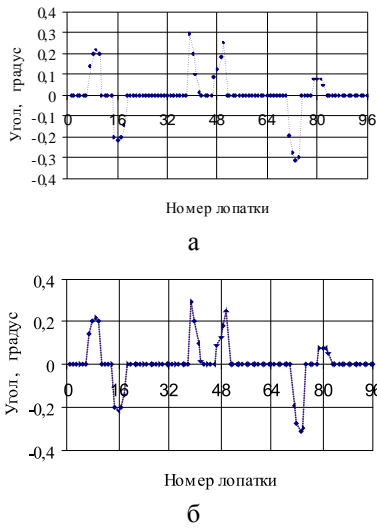 0,4
0,3
0,2
0,1
0
-0,1
-0,2
-0,3
-0,4
Угол, градус
0 16 32 48 64 80 96
Номер лопатки
а
0,4
0,2
0
-0,2
-0,4
Угол, градус
0 16 32 48 64 80 96
Номер лопатки
б